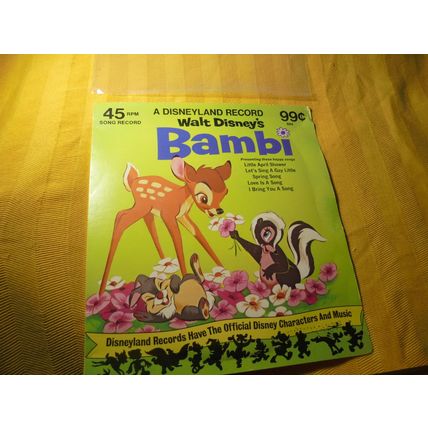 45 RPM
SONG RECORD
A DISNEYLAND RECORD
99¢
Walt Disney's
Bambi
Presenting these happy songs
Little April Shower
Let's Sing A Gay Little
Spring Song
Love Is A Song
I Bring You A Song
Disneyland Records Have The Official Disney Characters And Music